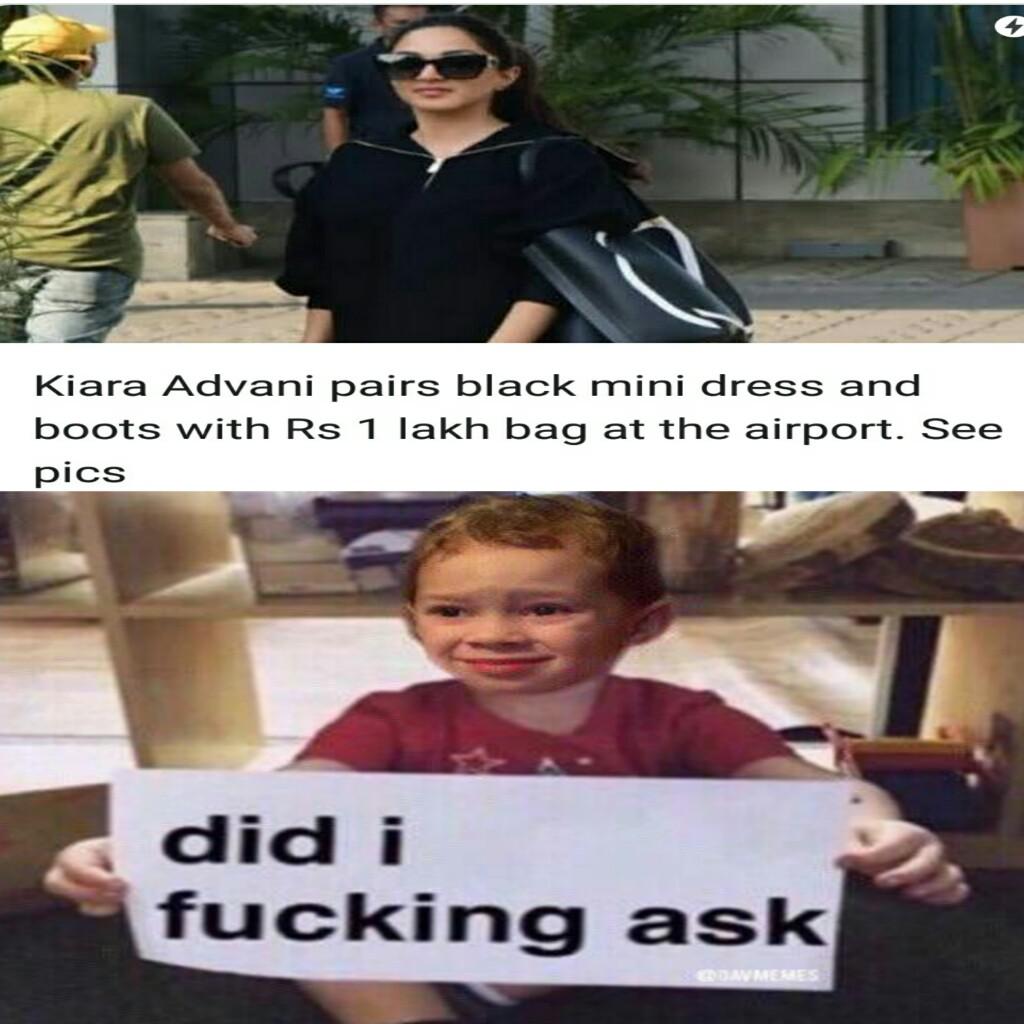 Kiara Advani pairs black mini dress and
boots with Rs 1 lakh bag at the airport. See
pics
did i
fucking ask
@DAVMEMES